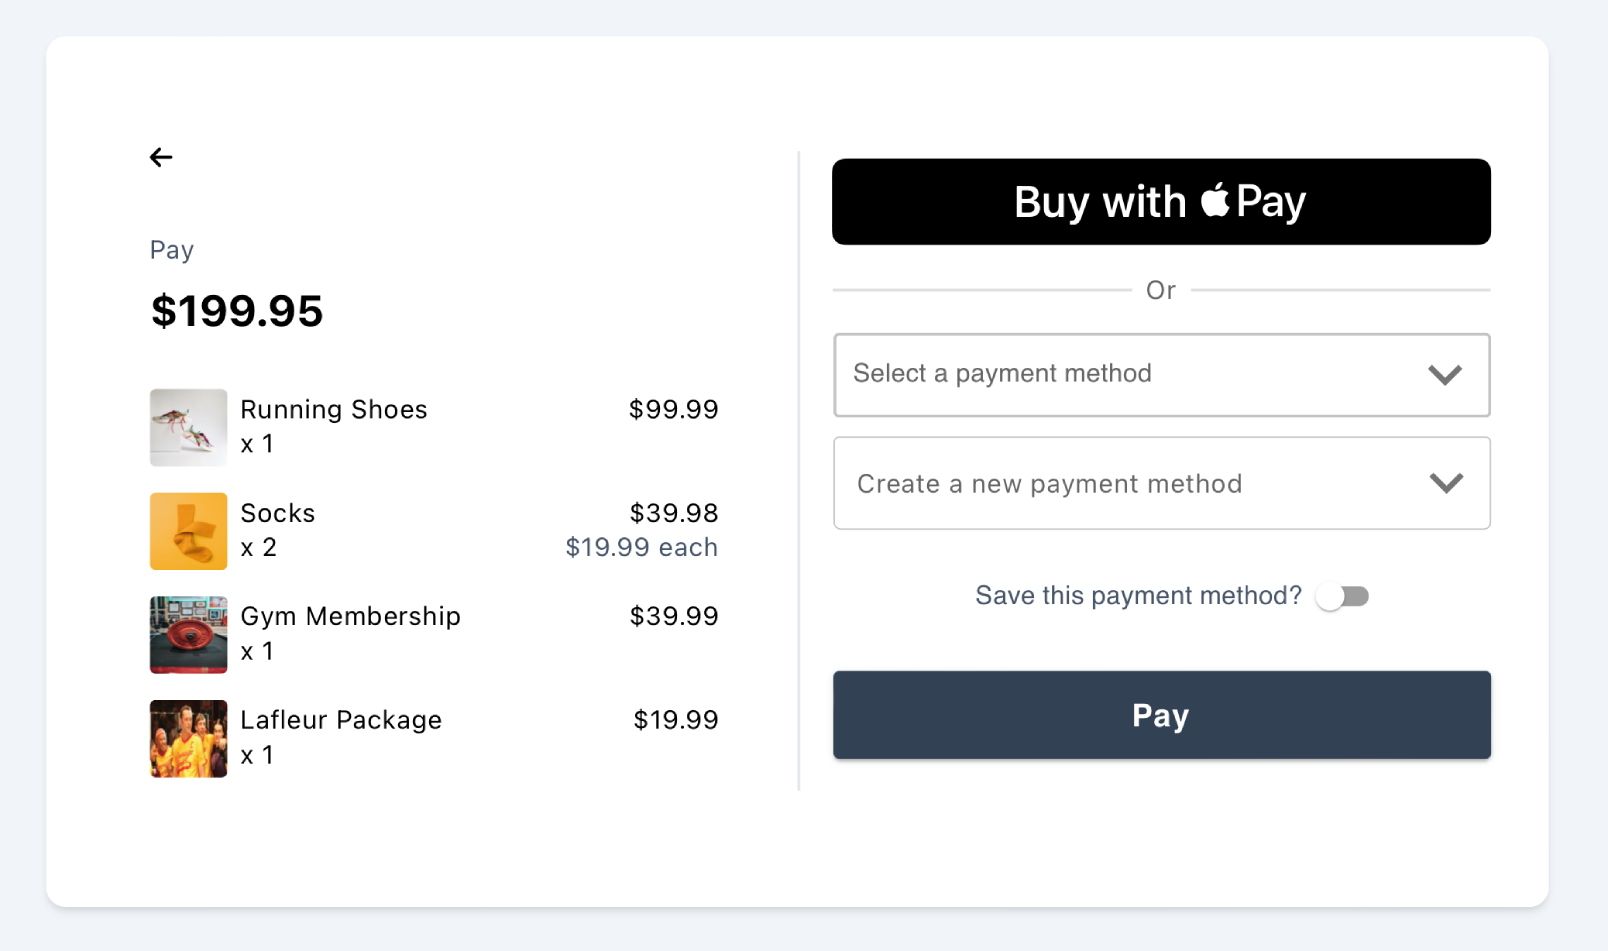 Pay
$199.95
Running Shoes $99.99
x 1
Socks $39.98
x 2 $19.99 each
Gym Membership $39.99
x 1
Lafleur Package $19.99
x 1
Buy with Pay
Or
Select a payment method
Create a new payment method
Save this payment method?
Pay